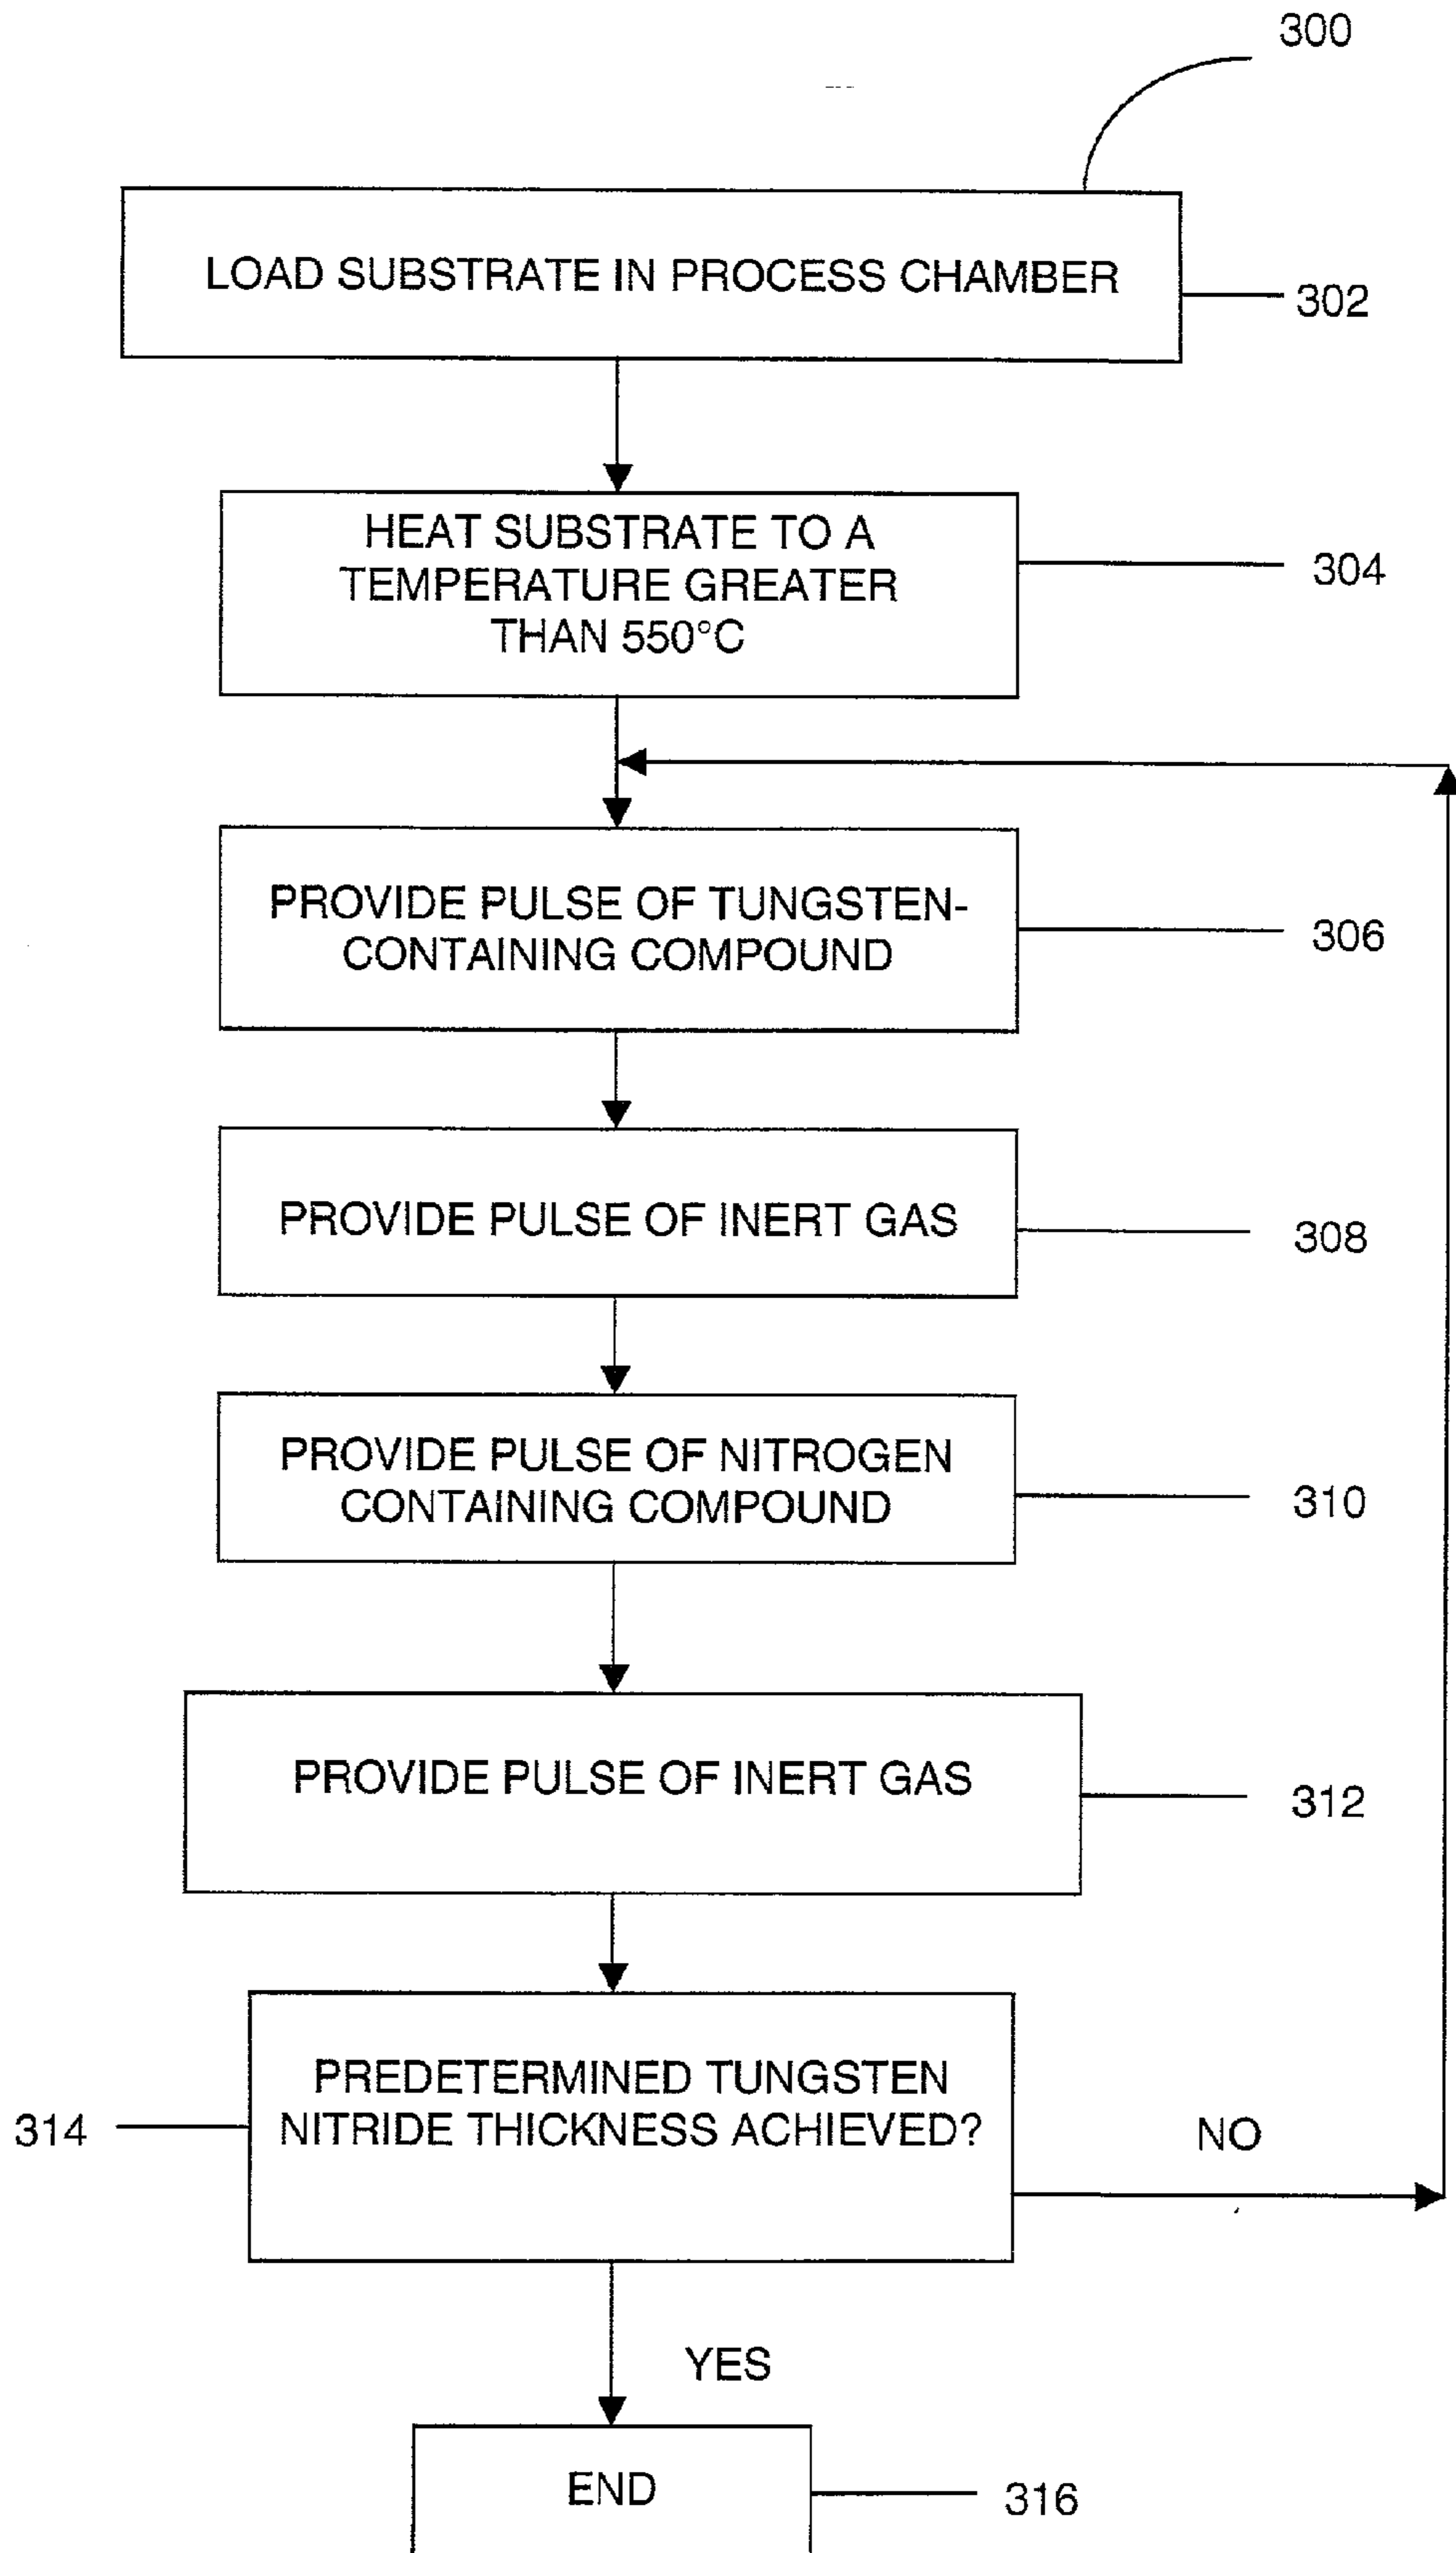 300
LOAD SUBSTRATE IN PROCESS CHAMBER
302
HEAT SUBSTRATE TO A
TEMPERATURE GREATER
THAN 550°C
304
PROVIDE PULSE OF TUNGSTEN-
CONTAINING COMPOUND
306
PROVIDE PULSE OF INERT GAS
308
PROVIDE PULSE OF NITROGEN
CONTAINING COMPOUND
310
PROVIDE PULSE OF INERT GAS
312
PREDETERMINED TUNGSTEN
NITRIDE THICKNESS ACHIEVED?
314
NO
YES
END
316